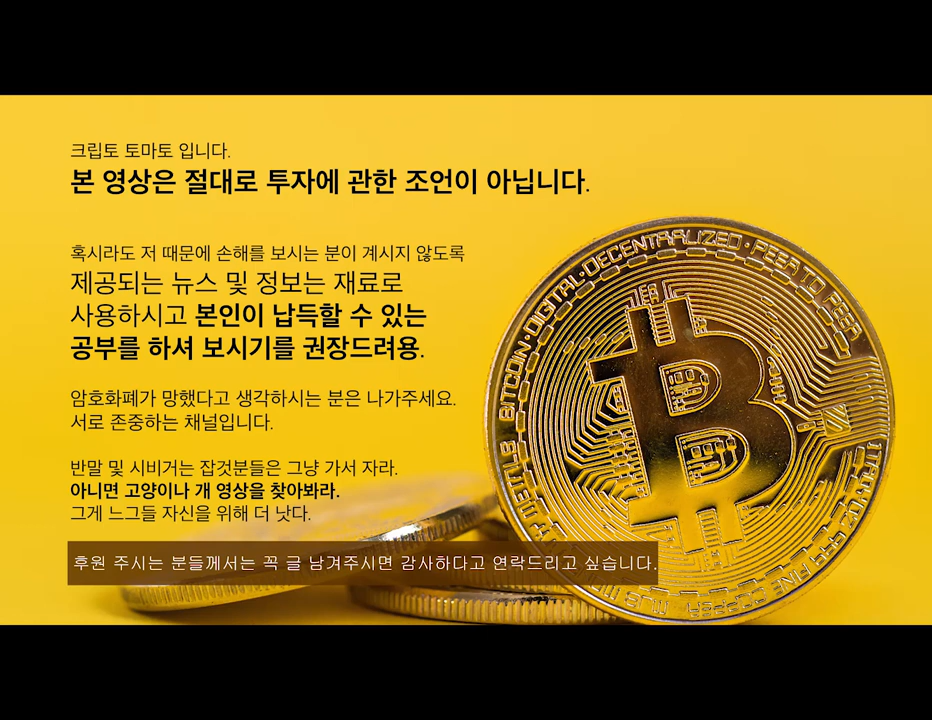 크립토 토마토 입니다.
본 영상은 절대로 투자에 관한 조언이 아닙니다.
혹시라도 저 때문에 손해를 보시는 분이 계시지 않도록
제공되는 뉴스 및 정보는 재료로
사용하시고 본인이 납득할 수 있는
공부를 하셔 보시기를 권장드려용.
암호화폐가 망했다고 생각하시는 분은 나가주세요.
서로 존중하는 채널입니다.
반말 및 시비거는 잡것분들은 그냥 가서 자라.
아니면 고양이나 개 영상을 찾아봐라.
그게 느그들 자신을 위해 더 낫다.
후원 주시는 분들께서는 꼭 글 남겨주시면 감사하다고 연락드리고 싶습니다.
BITCOIN · DIGITAL · DECENTRALIZED · PEER TO PEER